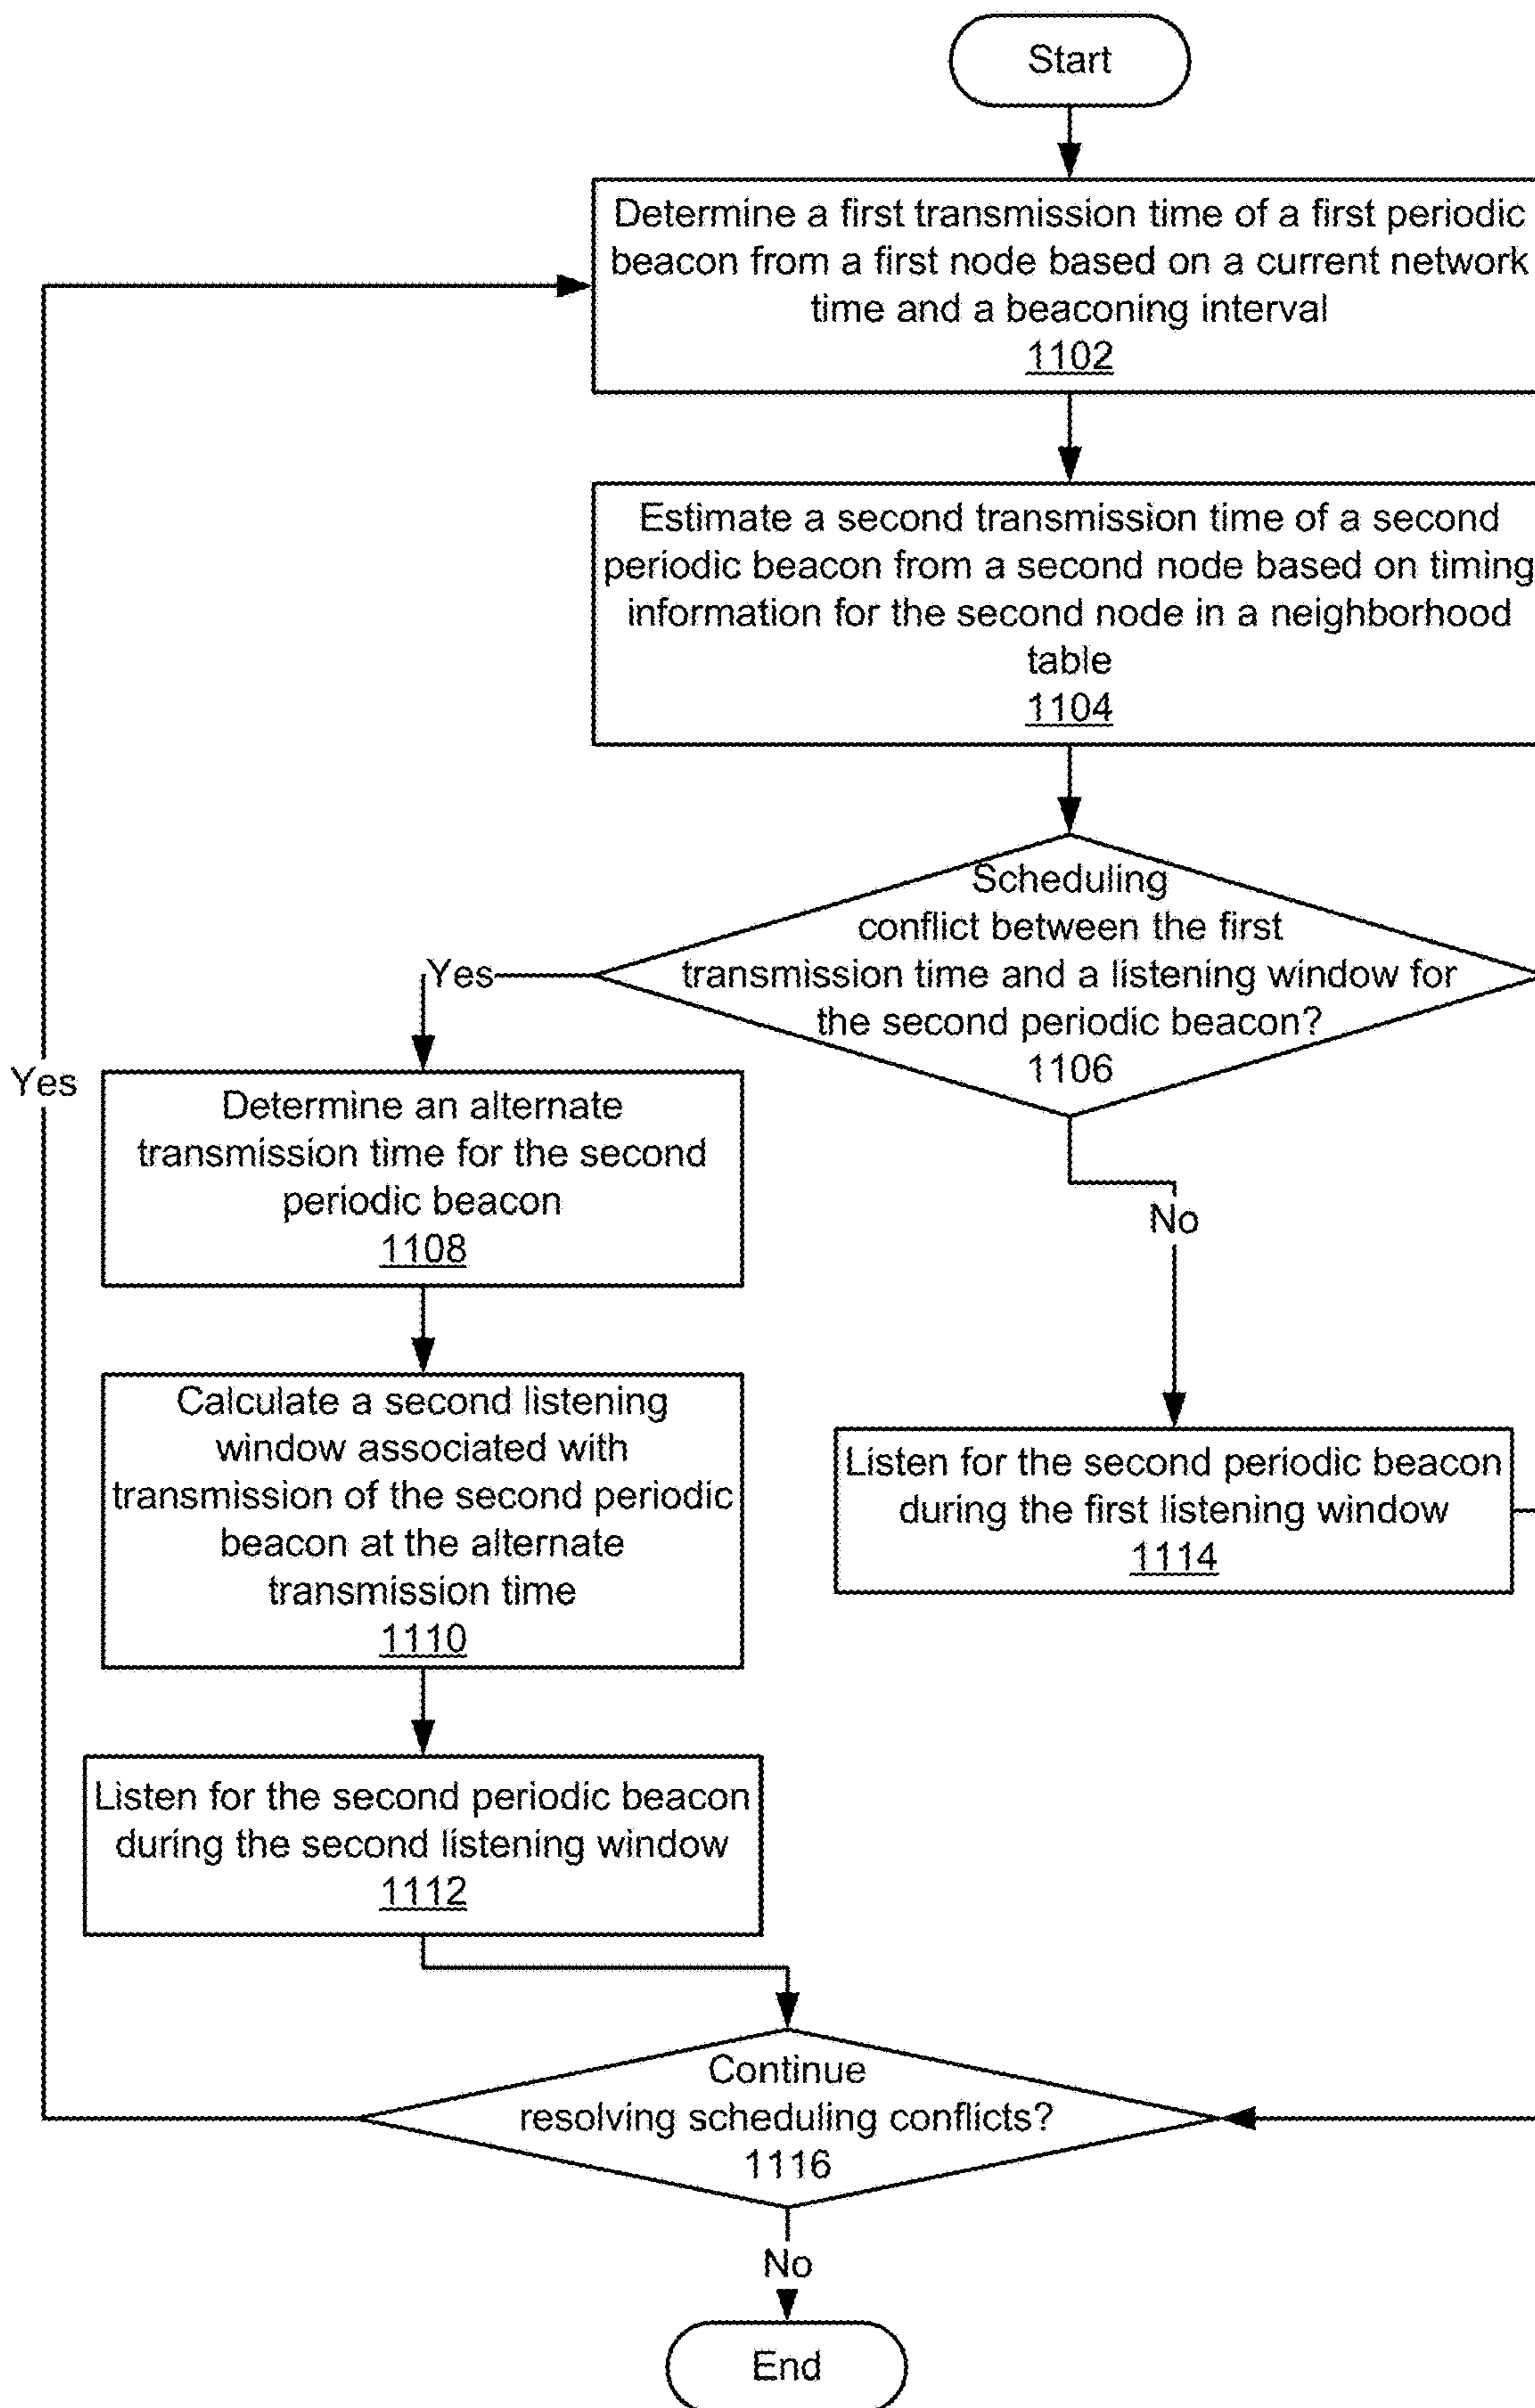 Start
Determine a first transmission time of a first periodic
beacon from a first node based on a current network
time and a beaconing interval
1102
Estimate a second transmission time of a second
periodic beacon from a second node based on timing
information for the second node in a neighborhood
table
1104
Scheduling
conflict between the first
transmission time and a listening window for
the second periodic beacon?
1106
Yes
Yes
Determine an alternate
transmission time for the second
periodic beacon
1108
No
Calculate a second listening
window associated with
transmission of the second periodic
beacon at the alternate
transmission time
1110
Listen for the second periodic beacon
during the first listening window
1114
Listen for the second periodic beacon
during the second listening window
1112
Continue
resolving scheduling conflicts?
1116
No
End